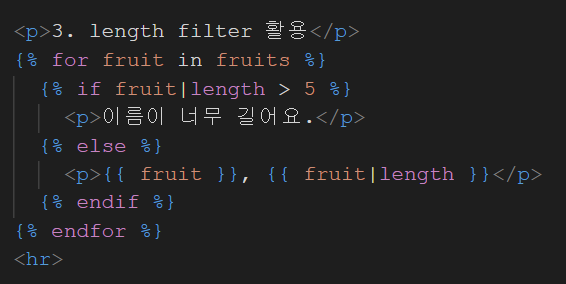 <p>3. length filter 활용</p>
{% for fruit in fruits %}
  {% if fruit|length > 5 %}
    <p>이름이 너무 길어요.</p>
  {% else %}
    <p>{{ fruit }}, {{ fruit|length }}</p>
  {% endif %}
{% endfor %}
<hr>